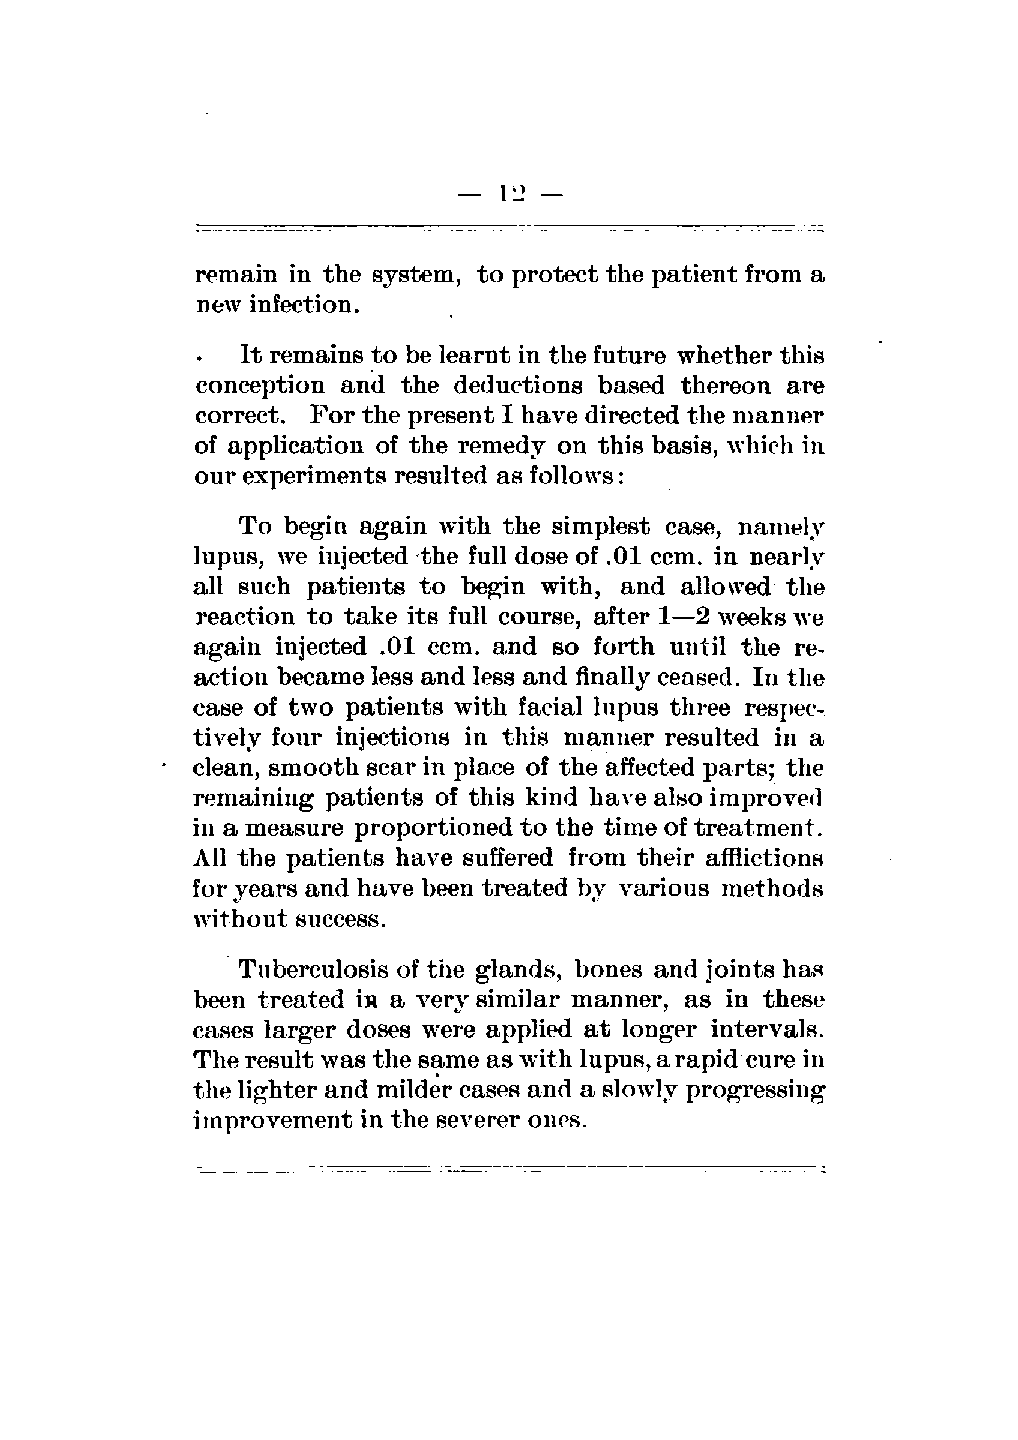 — 12 —
remain in the system, to protect the patient from a
new infection.
It remains to be learnt in the future whether this
conception and the deductions based thereon are
correct. For the present I have directed the manner
of application of the remedy on this basis, which in
our experiments resulted as follows:
To begin again with the simplest case, namely
lupus, we injected the full dose of .01 ccm. in nearly
all such patients to begin with, and allowed the
reaction to take its full course, after 1—2 weeks we
again injected .01 ccm. and so forth until the re-
action became less and less and finally ceased. In the
case of two patients with facial lupus three respec-
tively four injections in this manner resulted in a
clean, smooth scar in place of the affected parts; the
remaining patients of this kind have also improved
in a measure proportioned to the time of treatment.
All the patients have suffered from their afflictions
for years and have been treated by various methods
without success.
Tuberculosis of the glands, bones and joints has
been treated in a very similar manner, as in these
cases larger doses were applied at longer intervals.
The result was the same as with lupus, a rapid cure in
the lighter and milder cases and a slowly progressing
improvement in the severer ones.